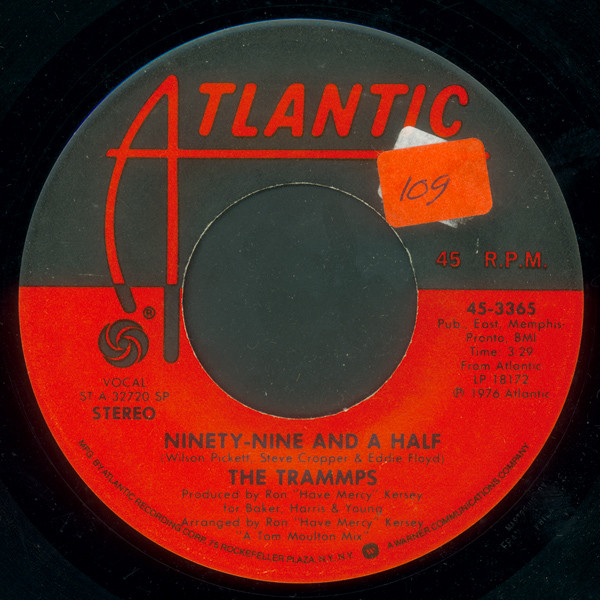 ATLANTIC
109
45 R.P.M.
45-3365
Pub., East, Memphis-
Pronto, BMI
Time: 3:29
From Atlantic
LP 18172
℗ 1976 Atlantic
®
VOCAL
ST A 32720 SP
STEREO
NINETY-NINE AND A HALF
(Wilson Pickett, Steve Cropper & Eddie Floyd)
THE TRAMMPS
Produced by Ron "Have Mercy" Kersey
for Baker, Harris & Young
Arranged by Ron "Have Mercy" Kersey
"A Tom Moulton Mix"
MFG. BY ATLANTIC RECORDING CORP. 75 ROCKEFELLER PLAZA, N.Y. N.Y. W A WARNER COMMUNICATIONS COMPANY